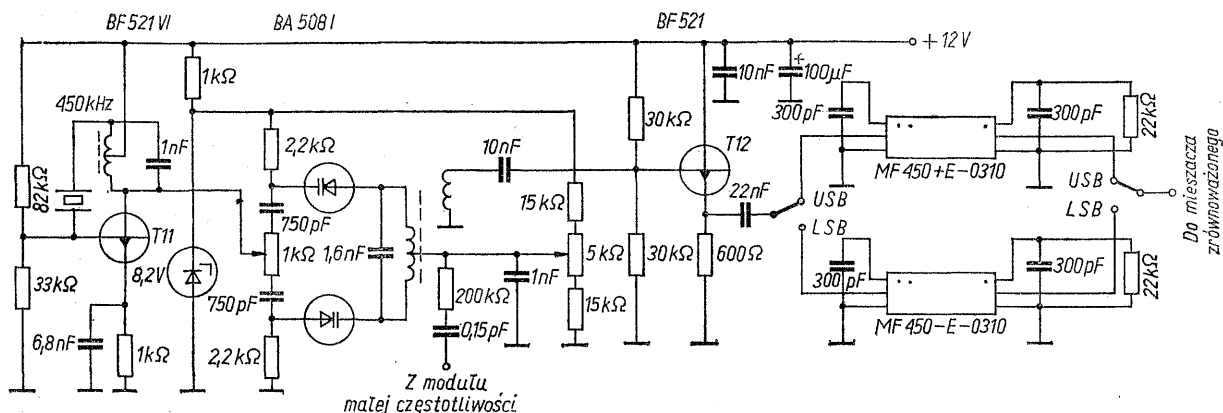 BF521VI
BA508I
BF521
+12V
450kHz
1nF
82kΩ
T11
33kΩ
6,8nF
1kΩ
1kΩ
8,2V
2,2kΩ
750pF
1kΩ
1,6nF
750pF
2,2kΩ
10nF
200kΩ
0,15pF
Z modułu
małej częstotliwości
1nF
15kΩ
5kΩ
15kΩ
30kΩ
30kΩ
T12
22nF
600Ω
10nF
+
100µF
USB
LSB
300pF
MF450+E-0310
300pF
22kΩ
300pF
MF450-E-0310
300pF
22kΩ
USB
LSB
Do mieszacza
zrównoważonego